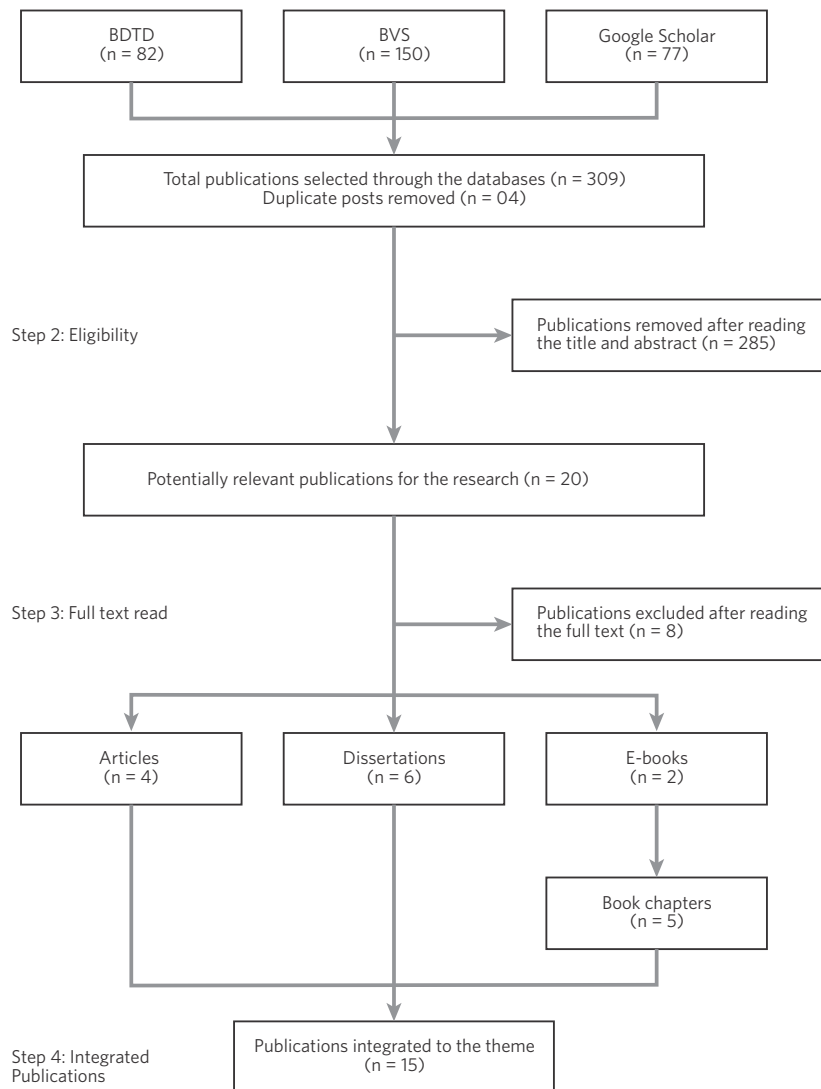 BDTD
(n = 82)
BVS
(n = 150)
Google Scholar
(n = 77)
Total publications selected through the databases (n = 309)
Duplicate posts removed (n = 04)
Step 2: Eligibility
Publications removed after reading
the title and abstract (n = 285)
Potentially relevant publications for the research (n = 20)
Step 3: Full text read
Publications excluded after reading
the full text (n = 8)
Articles
(n = 4)
Dissertations
(n = 6)
E-books
(n = 2)
Book chapters
(n = 5)
Step 4: Integrated
Publications
Publications integrated to the theme
(n = 15)